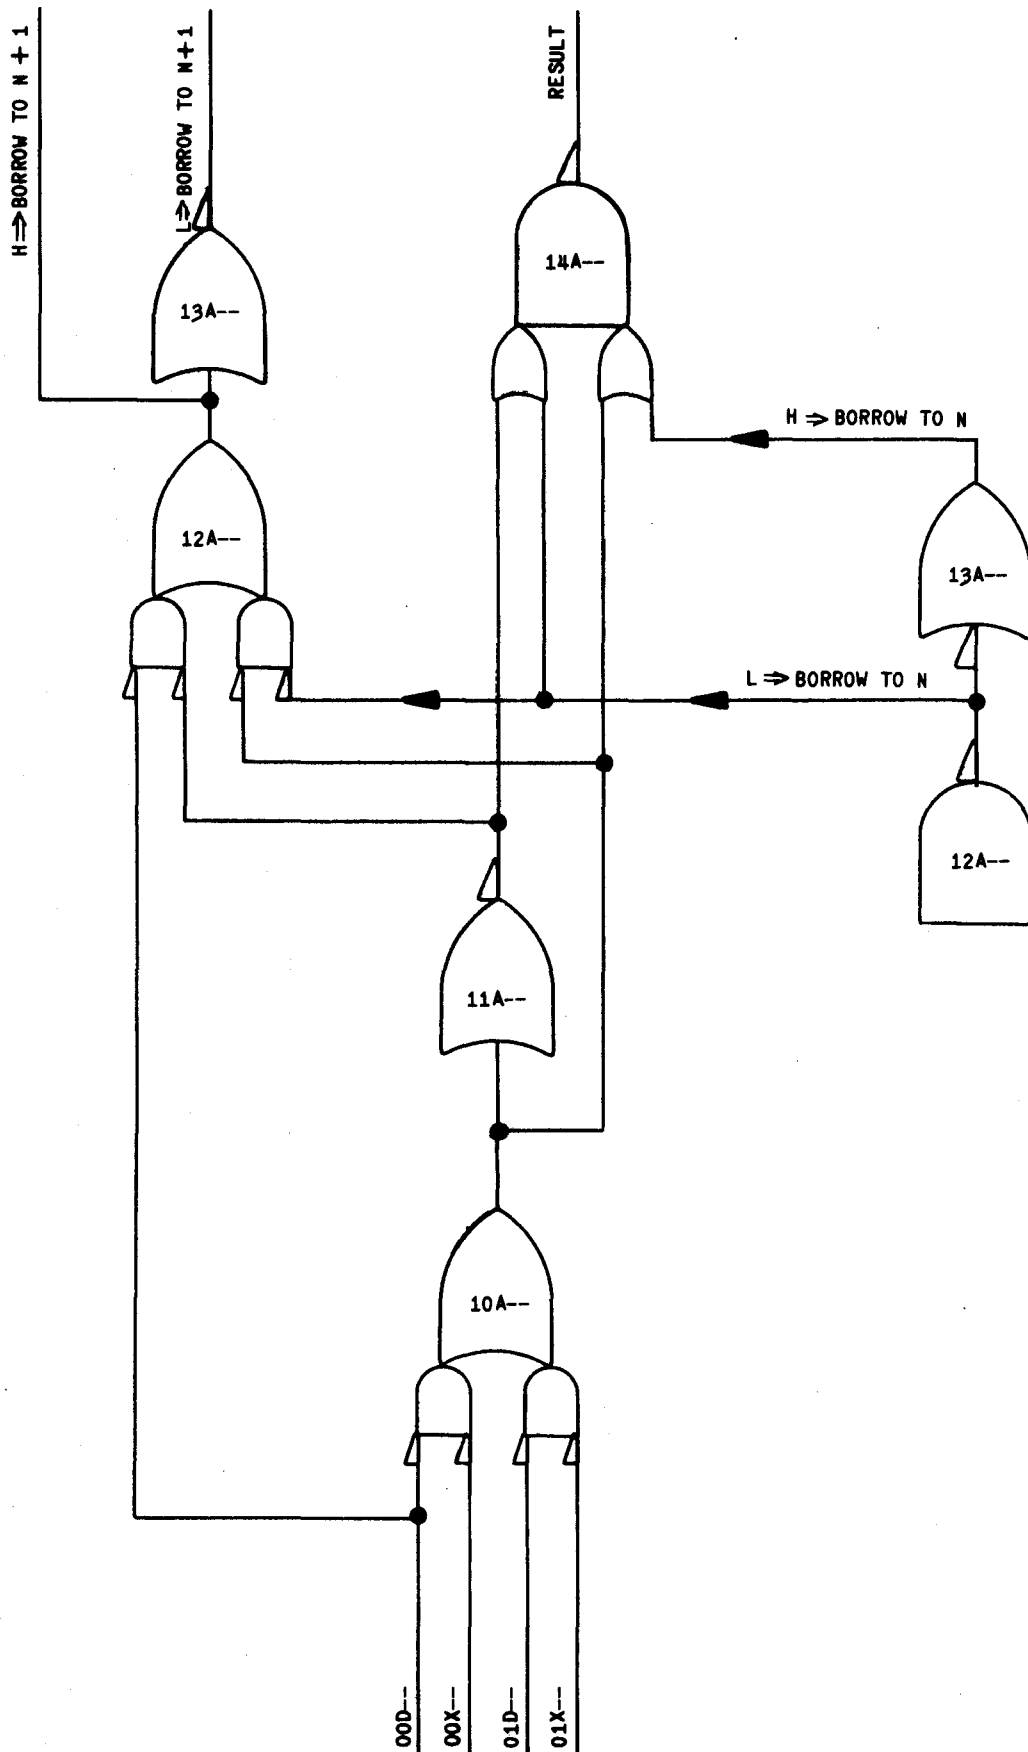 H ⇒ BORROW TO N + 1
L ⇒ BORROW TO N+1
RESULT
14A--
13A--
H ⇒ BORROW TO N
12A--
13A--
L ⇒ BORROW TO N
12A--
11A--
10A--
00D--
00X--
01D--
01X--